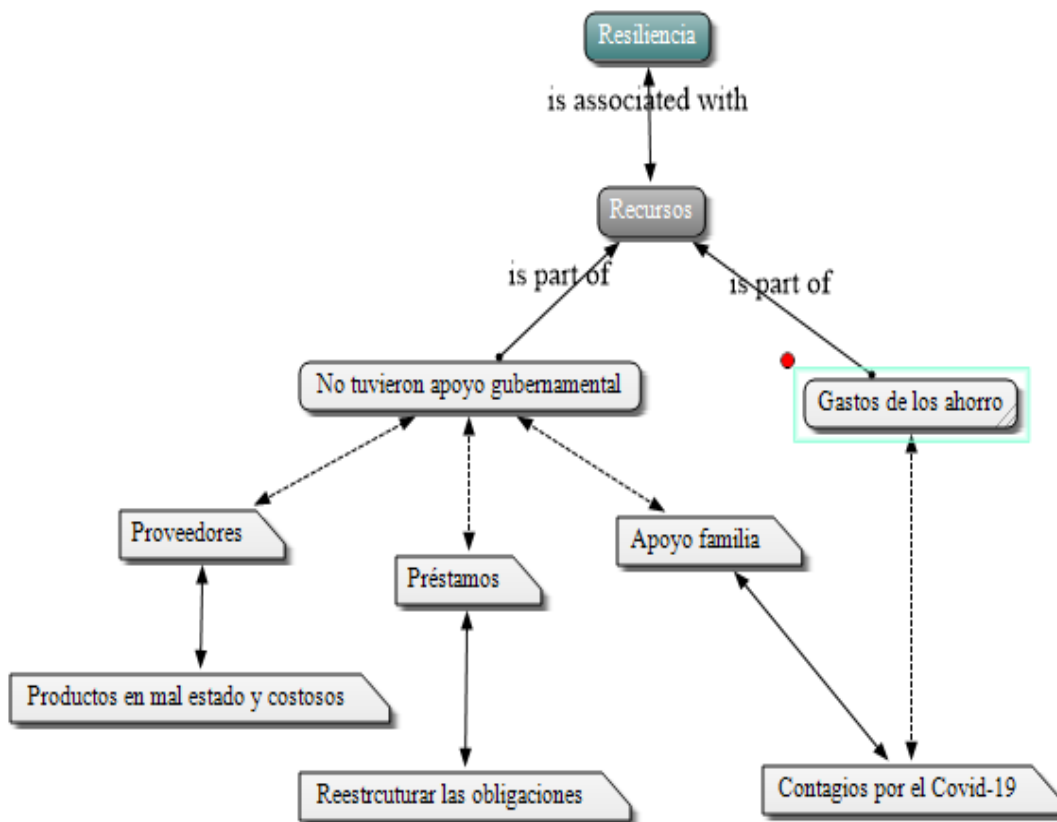 Resiliencia
is associated with
Recursos
is part of
is part of
No tuvieron apoyo gubernamental
Gastos de los ahorro
Proveedores
Apoyo familia
Préstamos
Productos en mal estado y costosos
Reestrcuturar las obligaciones
Contagios por el Covid-19